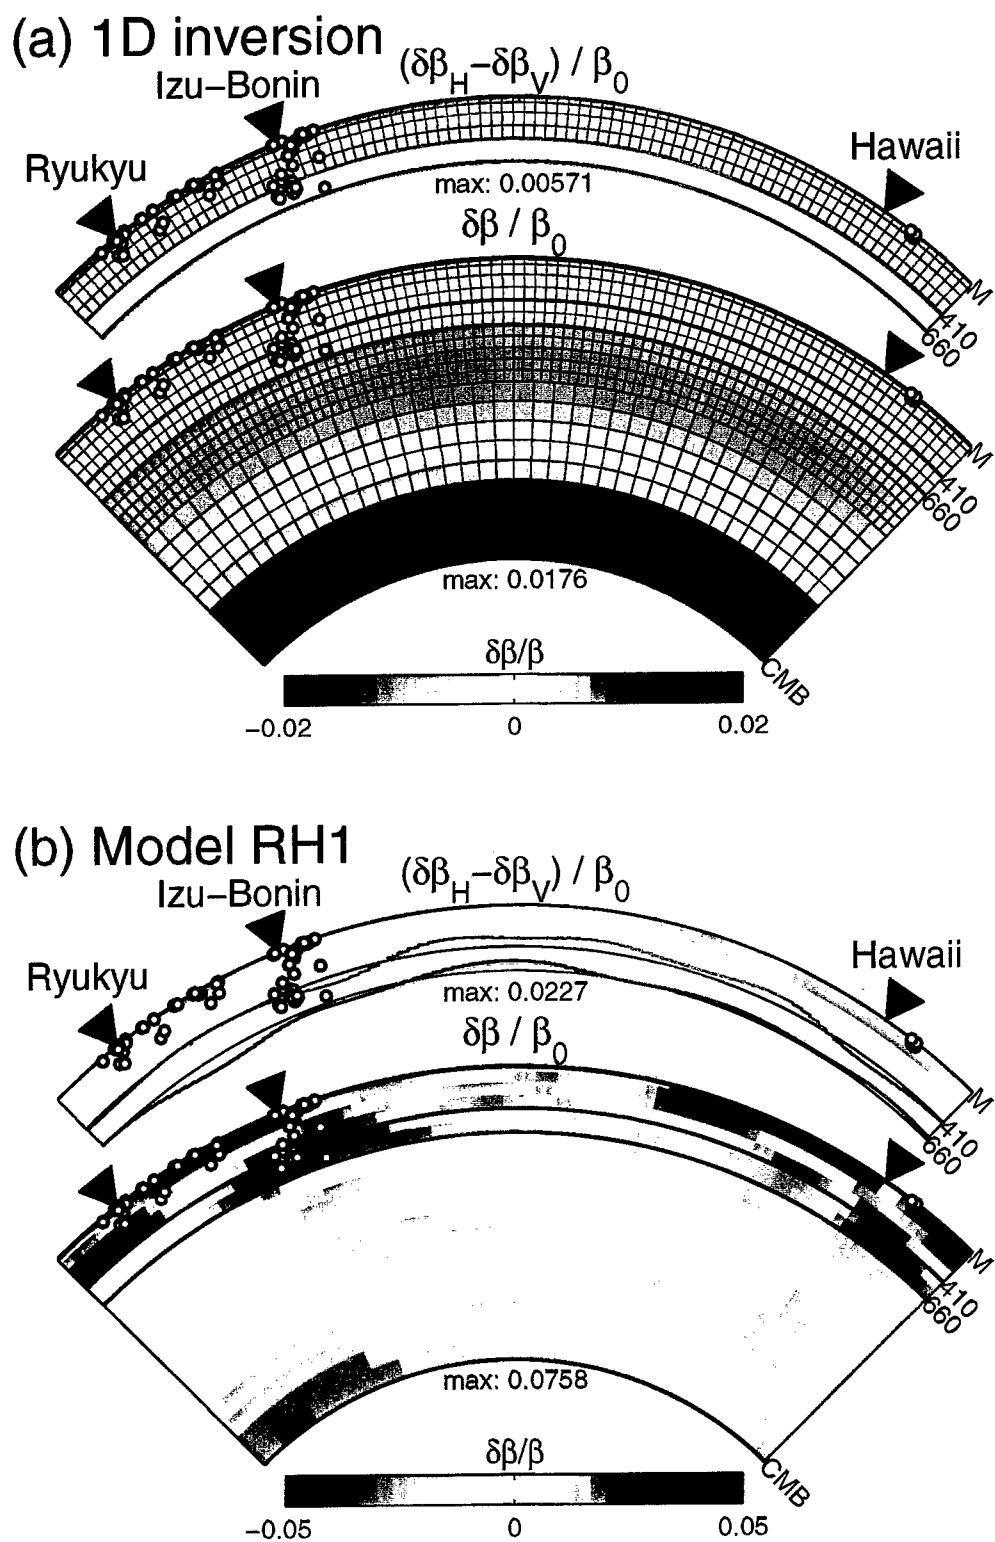 (a) 1D inversion
(δβH−δβV) / β0
Izu−Bonin
Ryukyu
Hawaii
max: 0.00571
δβ / β0
M
410
660
M
410
660
max: 0.0176
δβ/β
CMB
−0.02
0
0.02
(b) Model RH1
(δβH−δβV) / β0
Izu−Bonin
Ryukyu
Hawaii
max: 0.0227
δβ / β0
M
410
660
M
410
660
max: 0.0758
δβ/β
CMB
−0.05
0
0.05